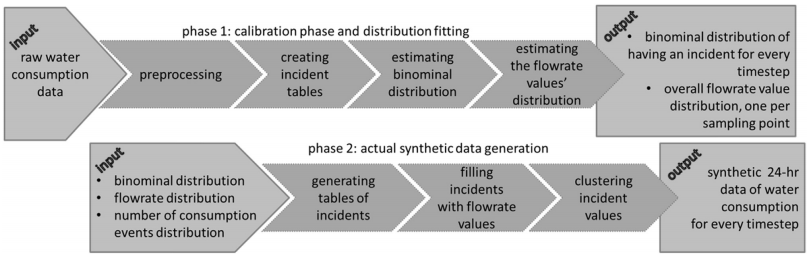 phase 1: calibration phase and distribution fitting
input
raw water
consumption
data
preprocessing
creating
incident
tables
estimating
binominal
distribution
estimating
the flowrate
values'
distribution
output
• binominal distribution of
having an incident for every
timestep
• overall flowrate value
distribution, one per
sampling point
phase 2: actual synthetic data generation
input
• binominal distribution
• flowrate distribution
• number of consumption
events distribution
generating
tables of
incidents
filling
incidents
with flowrate
values
clustering
incident
values
output
synthetic 24-hr
data of water
consumption
for every timestep